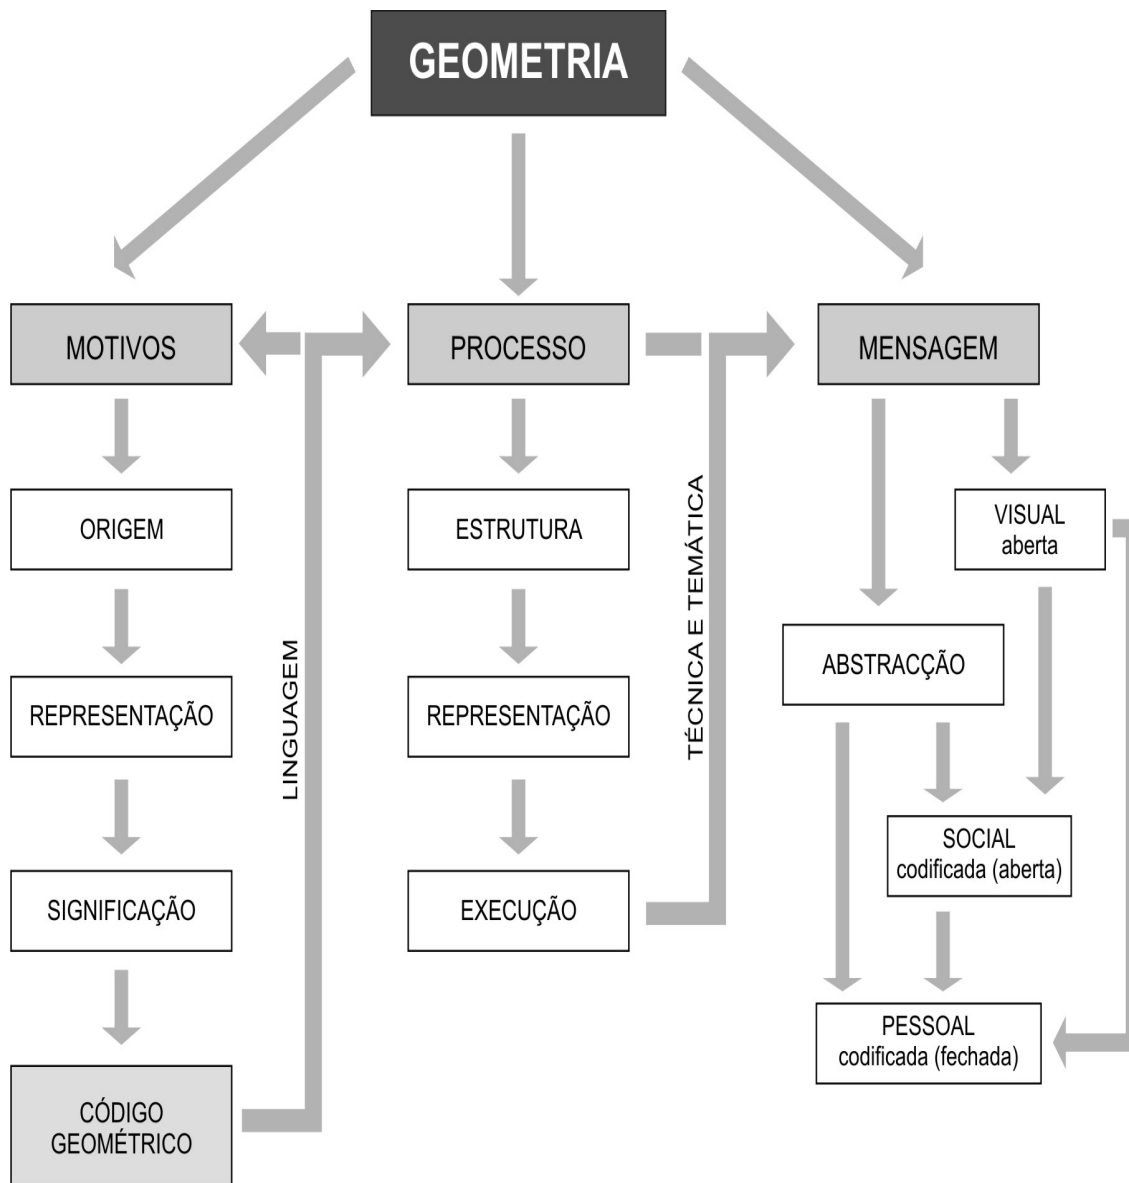 GEOMETRIA
MOTIVOS
PROCESSO
MENSAGEM
ORIGEM
ESTRUTURA
VISUAL
aberta
REPRESENTAÇÃO
LINGUAGEM
REPRESENTAÇÃO
TÉCNICA E TEMÁTICA
ABSTRACÇÃO
SIGNIFICAÇÃO
EXECUÇÃO
SOCIAL
codificada (aberta)
PESSOAL
codificada (fechada)
CÓDIGO
GEOMÉTRICO